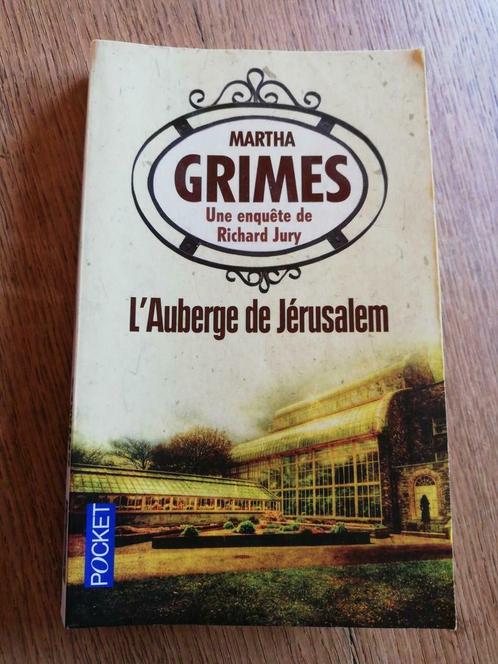 MARTHA
GRIMES
Une enquête de
Richard Jury
L'Auberge de Jérusalem
POCKET